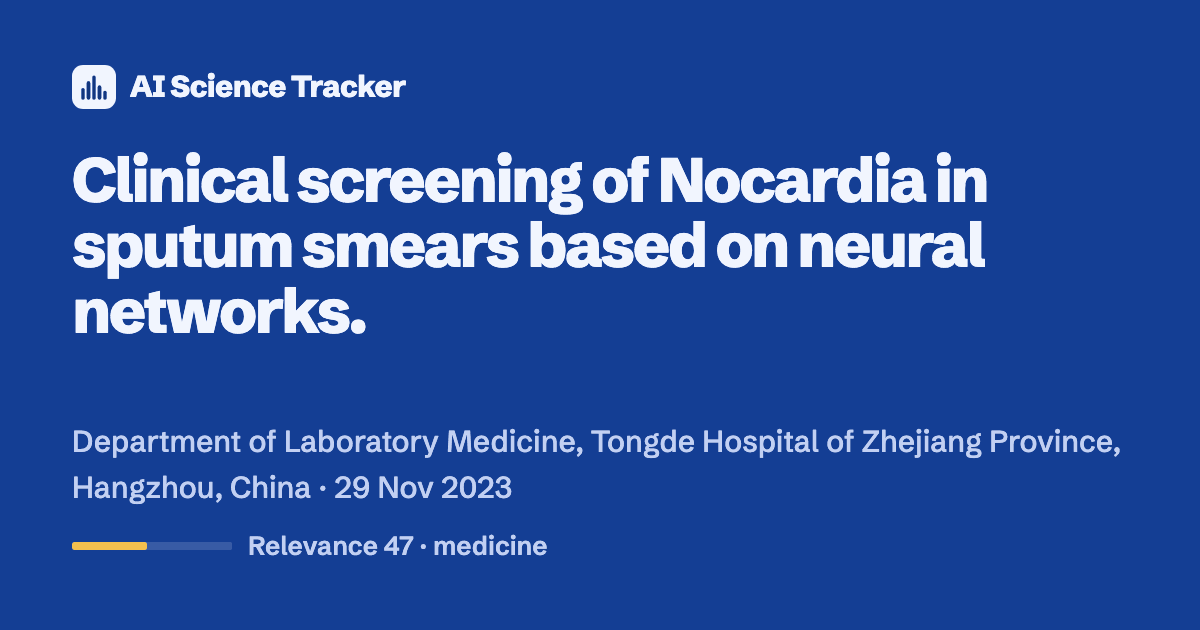 AI Science Tracker
Clinical screening of Nocardia in
sputum smears based on neural
networks.
Department of Laboratory Medicine, Tongde Hospital of Zhejiang Province,
Hangzhou, China · 29 Nov 2023
Relevance 47 · medicine